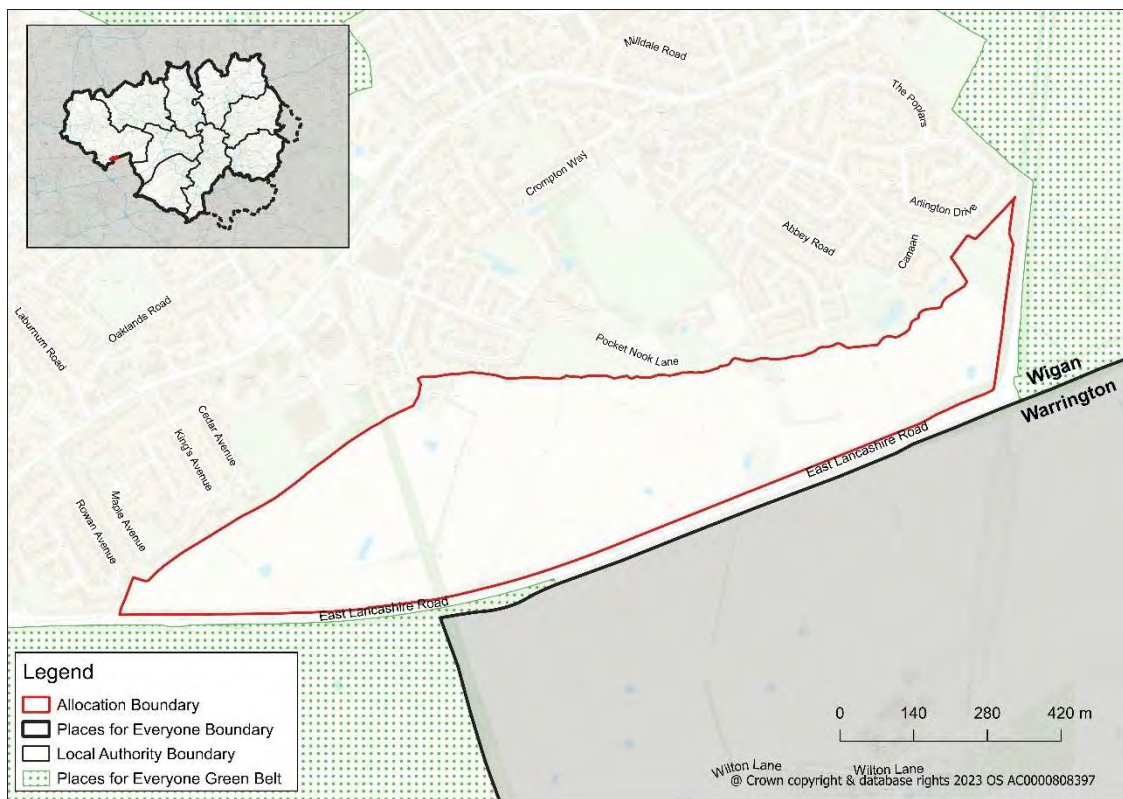 Milldale Road
The Poplars
Crompton Way
Arlington Drive
Abbey Road
Canaan
Oaklands Road
Laburnum Road
Pocket Nook Lane
Wigan
Warrington
Cedar Avenue
King's Avenue
East Lancashire Road
Maple Avenue
Rowan Avenue
East Lancashire Road
Legend
Allocation Boundary
Places for Everyone Boundary
Local Authority Boundary
Places for Everyone Green Belt
0 140 280 420 m
Wilton Lane
Wilton Lane
@ Crown copyright & database rights 2023 OS AC0000808397